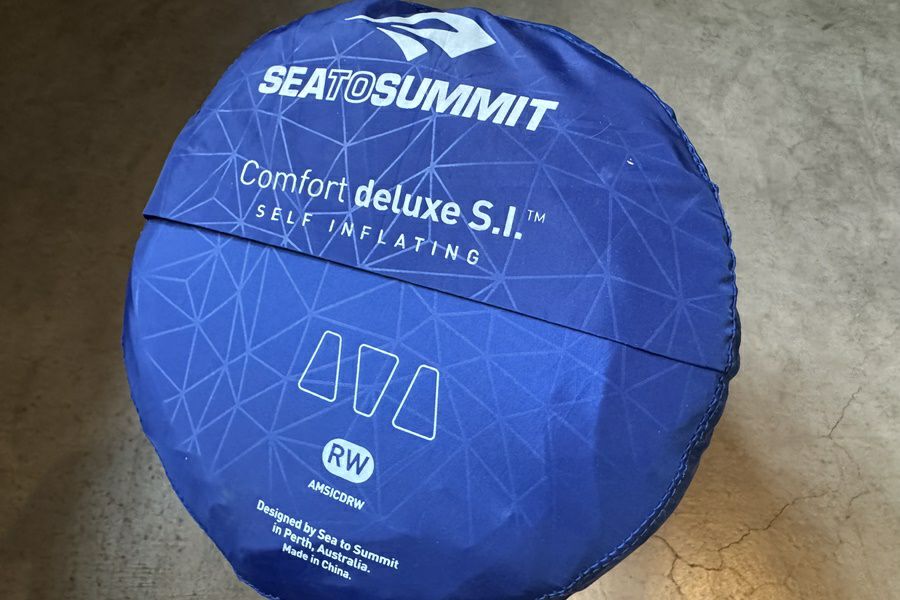 SEATOSUMMIT
Comfort deluxe S.I.™
SELF INFLATING
RW
AMSICDRW
Designed by Sea to Summit
in Perth, Australia.
Made in China.